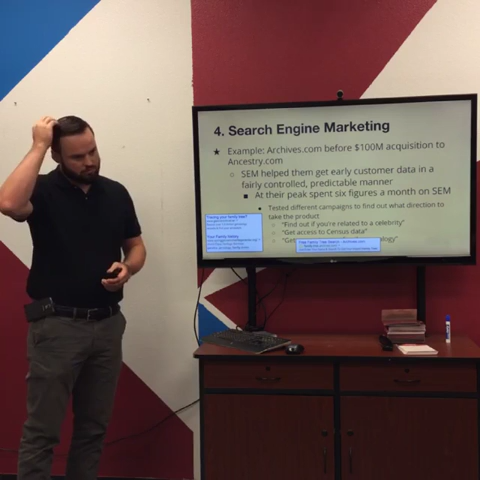 4. Search Engine Marketing
★ Example: Archives.com before $100M acquisition to
Ancestry.com
○ SEM helped them get early customer data in a
fairly controlled, predictable manner
■ At their peak spent six figures a month on SEM
● Tested different campaigns to find out what direction to
take the product
○ "Find out if you're related to a celebrity"
○ "Get access to Census data"
○ "Get